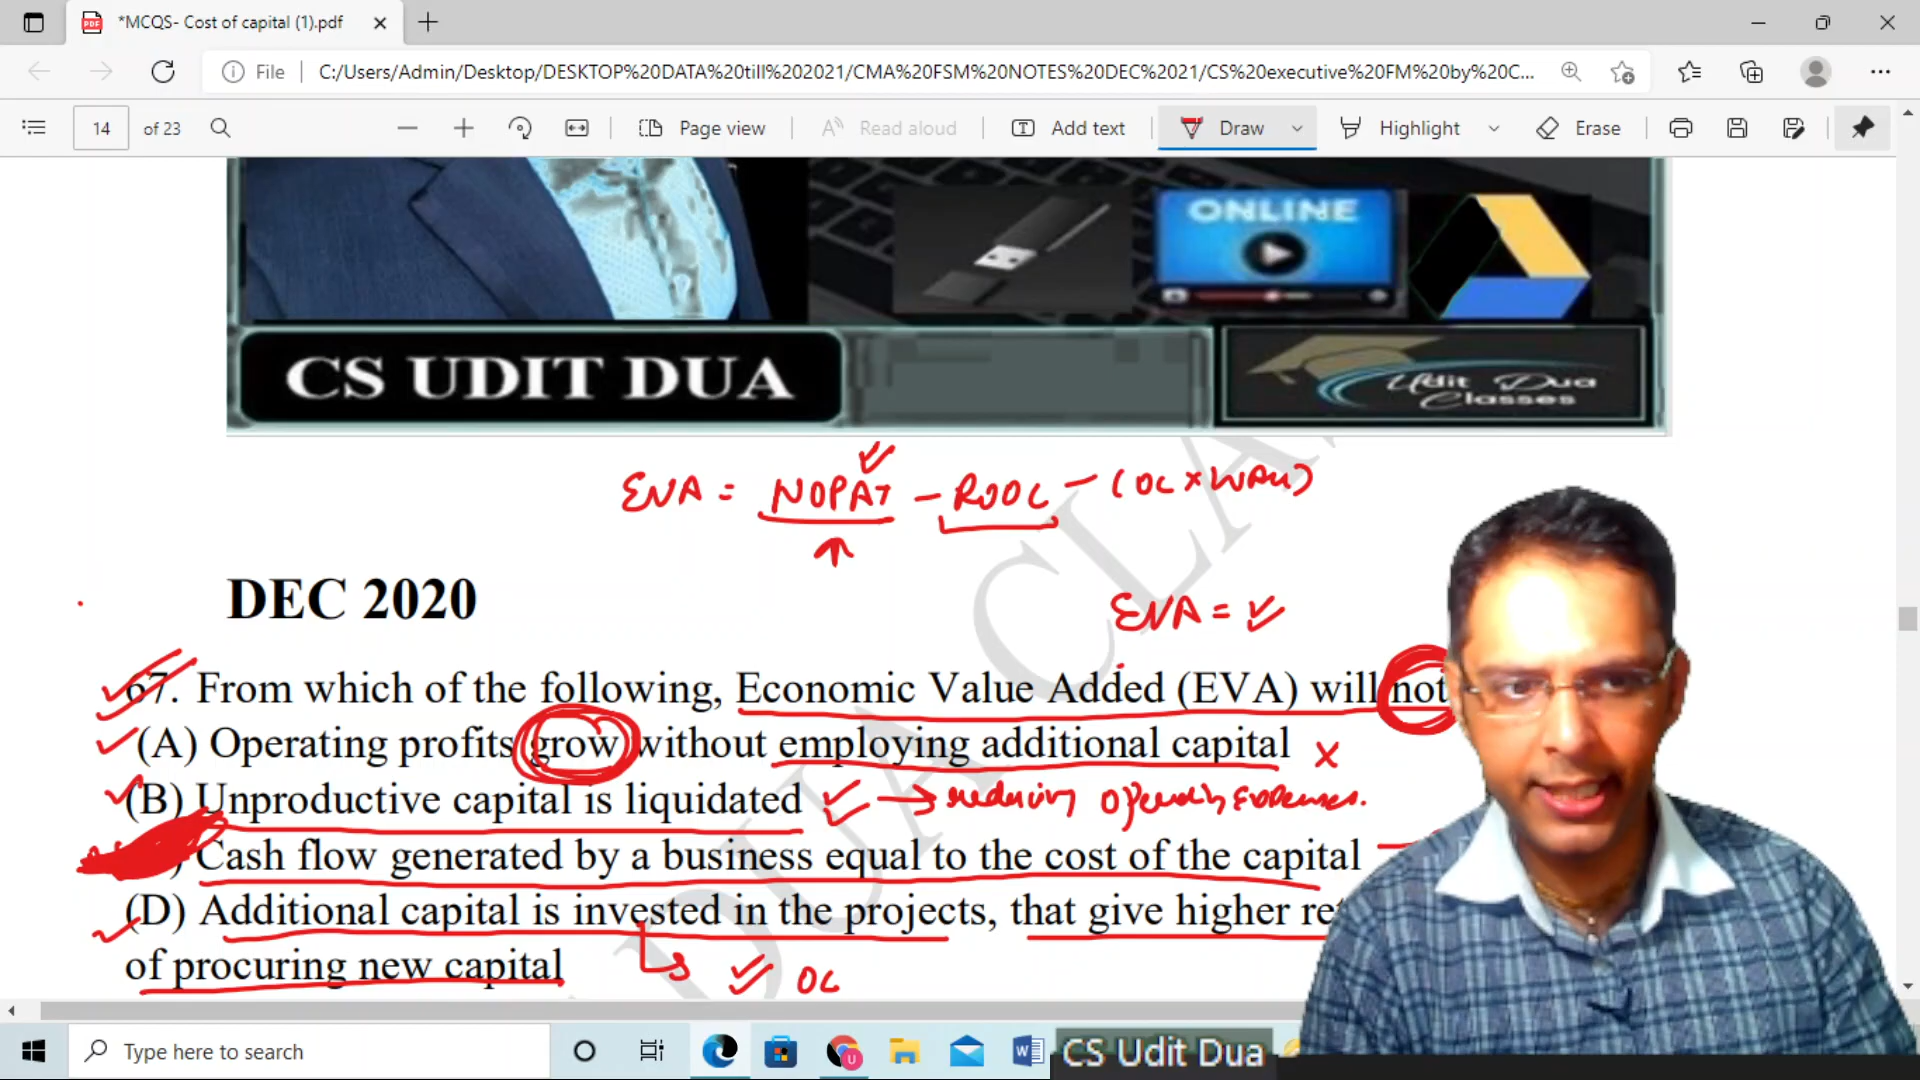 *MCQS- Cost of capital (1).pdf
File
C:/Users/Admin/Desktop/DESKTOP%20DATA%20till%202021/CMA%20FSM%20NOTES%20DEC%2021/CS%20executive%20FM%20by%20C...
14 of 23
Page view
Read aloud
Add text
Draw
Highlight
Erase
ONLINE
CS UDIT DUA
Udit Dua
Classes
EVA = NOPAT - ROOC - (OC x WACC)
DEC 2020
EVA =
67. From which of the following, Economic Value Added (EVA) will not
(A) Operating profits grow without employing additional capital x
(B) Unproductive capital is liquidated → reducing operating expenses.
Cash flow generated by a business equal to the cost of the capital
(D) Additional capital is invested in the projects, that give higher
of procuring new capital
OC
DUA CLA
Type here to search
CS Udit Dua